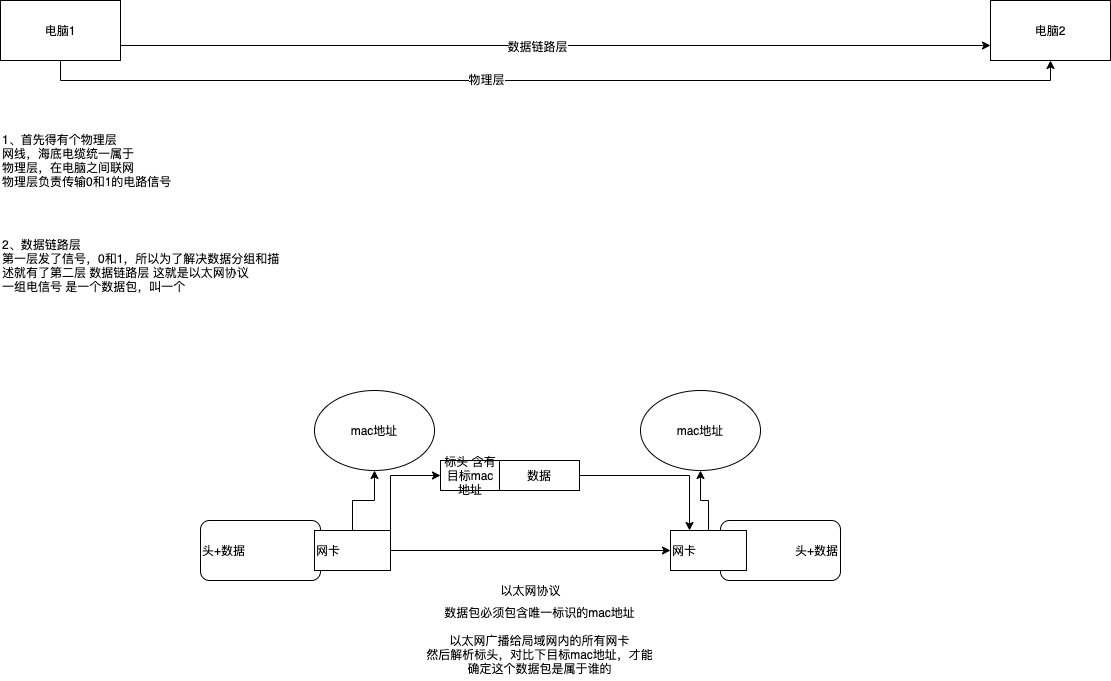 电脑1
电脑2
数据链路层
物理层
1、首先得有个物理层
网线，海底电缆统一属于
物理层，在电脑之间联网
物理层负责传输0和1的电路信号
2、数据链路层
第一层发了信号，0和1，所以为了解决数据分组和描
述就有了第二层 数据链路层 这就是以太网协议
一组电信号 是一个数据包，叫一个
mac地址
mac地址
标头 含有
目标mac
地址
数据
头+数据
网卡
网卡
头+数据
以太网协议
数据包必须包含唯一标识的mac地址
以太网广播给局域网内的所有网卡
然后解析标头，对比下目标mac地址，才能
确定这个数据包是属于谁的